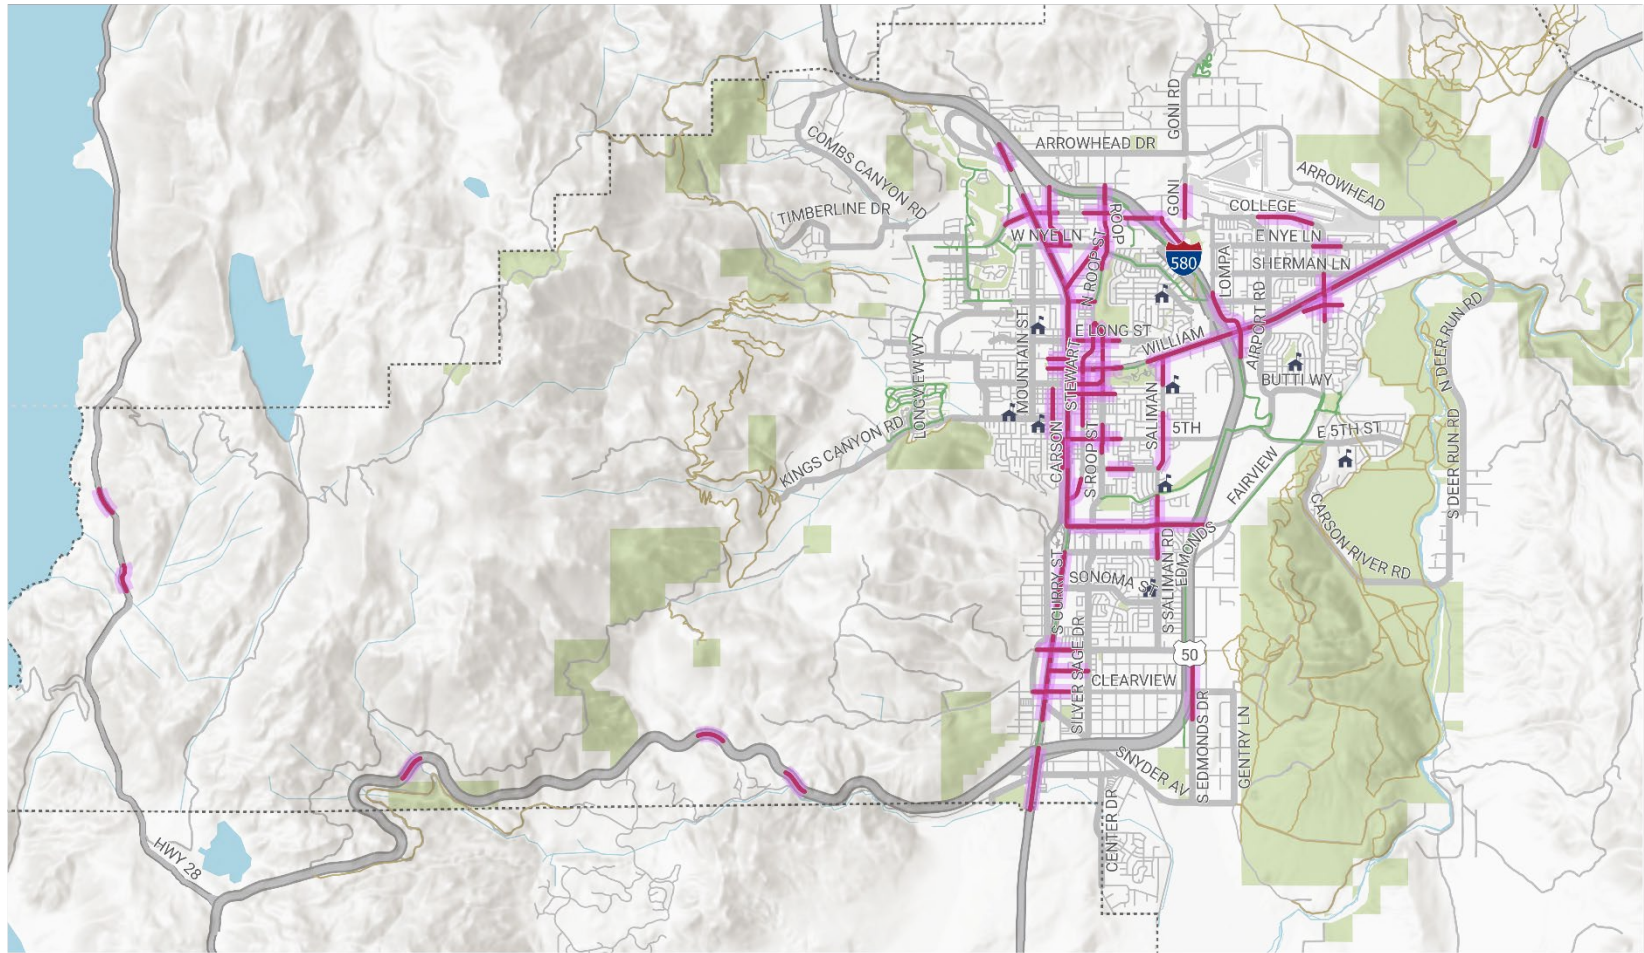 GONI RD
ARROWHEAD DR
COMBS CANYON RD
ARROWHEAD
TIMBERLINE DR
GONI
COLLEGE
ROOP
W NYE LN
E NYE LN
580
SHERMAN LN
LOMPA
N ROOP ST
AIRPORT RD
N DEER RUN RD
MOUNTAIN ST
E LONG ST
WILLIAM
LONGVIEW WY
STEWART
BUTTI WY
SALIMAN
5TH
E 5TH ST
KINGS CANYON RD
CARSON
S ROOP ST
FAIRVIEW
S DEER RUN RD
CARSON RIVER RD
EDMONDS
S CURRY ST
SONOMA ST
S SALIMAN RD
50
SILVER SAGE DR
CLEARVIEW
S EDMONDS DR
GENTRY LN
SNYDER AV
CENTER DR
HWY 28